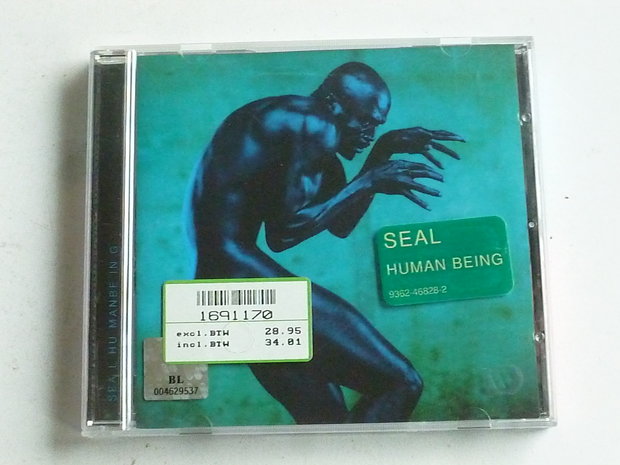 SEAL HUMAN BEING
SEAL
HUMAN BEING
9362-46828-2
1691170
excl.BTW 28.95
incl.BTW 34.01
BL
004629537